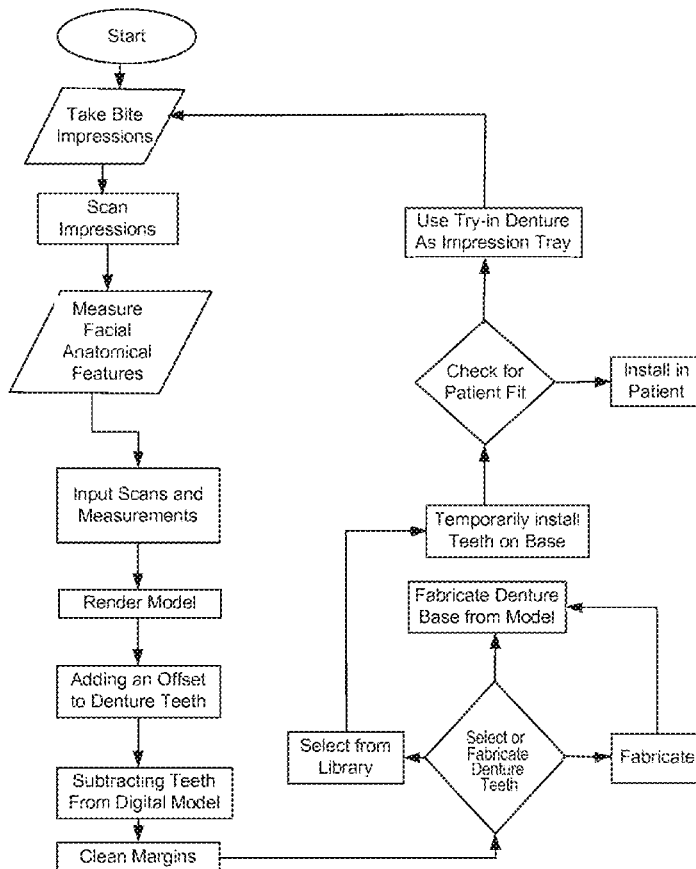 Start
Take Bite
Impressions
Scan
Impressions
Measure
Facial
Anatomical
Features
Input Scans and
Measurements
Render Model
Adding an Offset
to Denture Teeth
Subtracting Teeth
From Digital Model
Clean Margins
Use Try-in Denture
As Impression Tray
Check for
Patient Fit
Install in
Patient
Temporarily install
Teeth on Base
Fabricate Denture
Base from Model
Select from
Library
Select or
Fabricate
Denture
Teeth
Fabricate